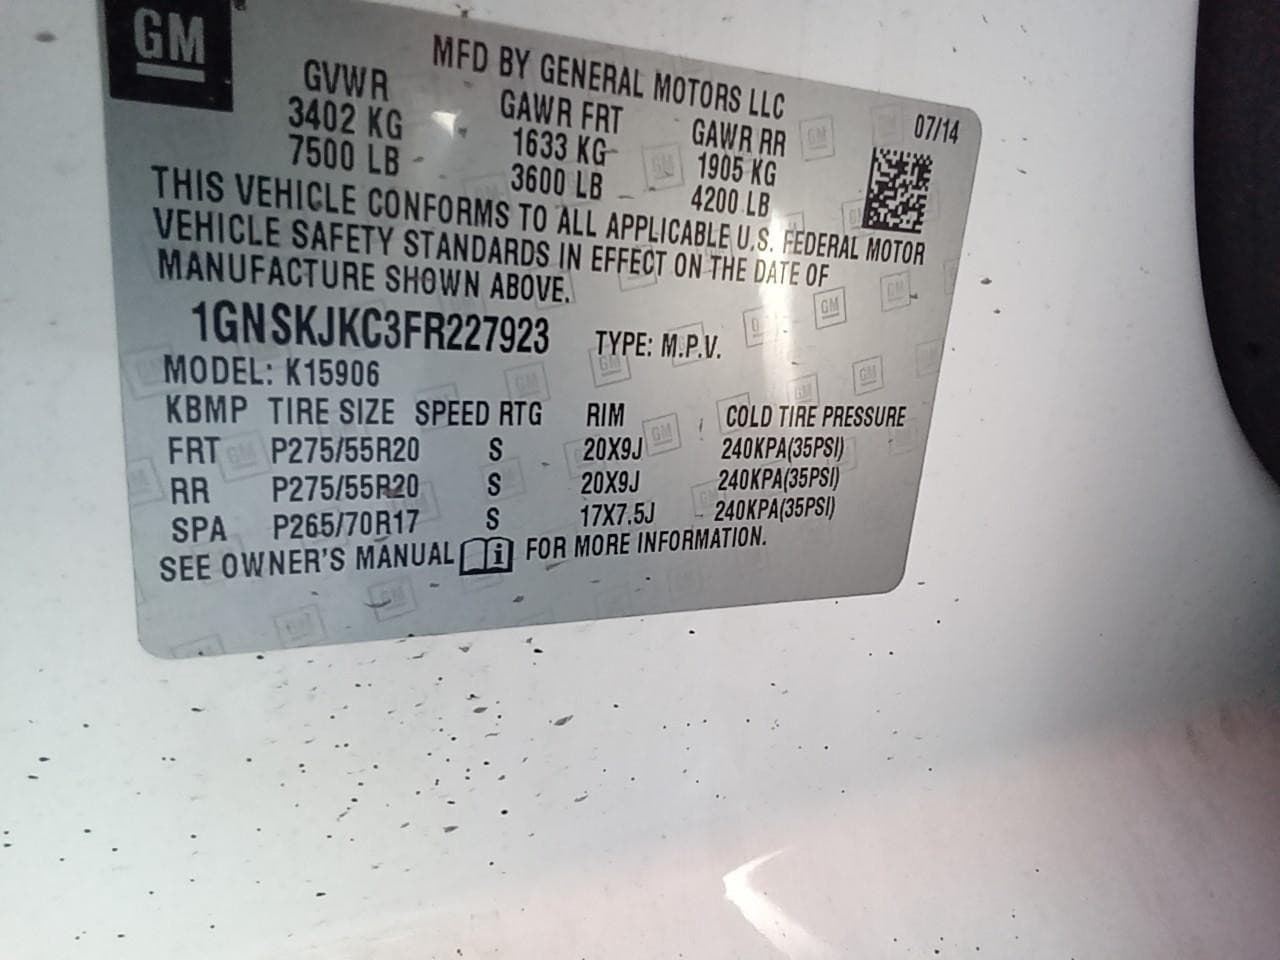 GM
MFD BY GENERAL MOTORS LLC
GVWR GAWR FRT GAWR RR 07/14
3402 KG 1633 KG 1905 KG
7500 LB 3600 LB 4200 LB
THIS VEHICLE CONFORMS TO ALL APPLICABLE U.S. FEDERAL MOTOR
VEHICLE SAFETY STANDARDS IN EFFECT ON THE DATE OF
MANUFACTURE SHOWN ABOVE.
1GNSKJKC3FR227923 TYPE: M.P.V.
MODEL: K15906
KBMP TIRE SIZE SPEED RTG RIM COLD TIRE PRESSURE
FRT P275/55R20 S 20X9J 240KPA(35PSI)
RR P275/55R20 S 20X9J 240KPA(35PSI)
SPA P265/70R17 S 17X7.5J 240KPA(35PSI)
SEE OWNER'S MANUAL i FOR MORE INFORMATION.